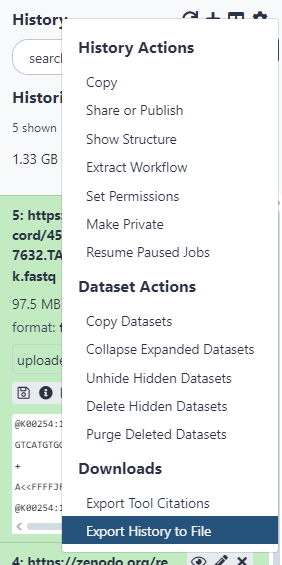 History
History Actions
searc
Copy
Histori
Share or Publish
5 shown
Show Structure
1.33 GB
Extract Workflow
Set Permissions
Make Private
Resume Paused Jobs
5: https:
cord/45
7632.TA
k.fastq
Dataset Actions
97.5 MB
Copy Datasets
format: f
Collapse Expanded Datasets
uploade
Unhide Hidden Datasets
Delete Hidden Datasets
@K00254:1
Purge Deleted Datasets
GTCATGTGC
+
Downloads
A<<FFFFJF
Export Tool Citations
@K00254:1
Export History to File
4: https://zenodo.org/re